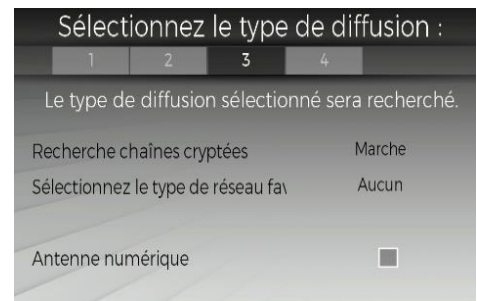 Sélectionnez le type de diffusion :
1 2 3 4
Le type de diffusion sélectionné sera recherché.
Recherche chaînes cryptées Marche
Sélectionnez le type de réseau fav Aucun
Antenne numérique